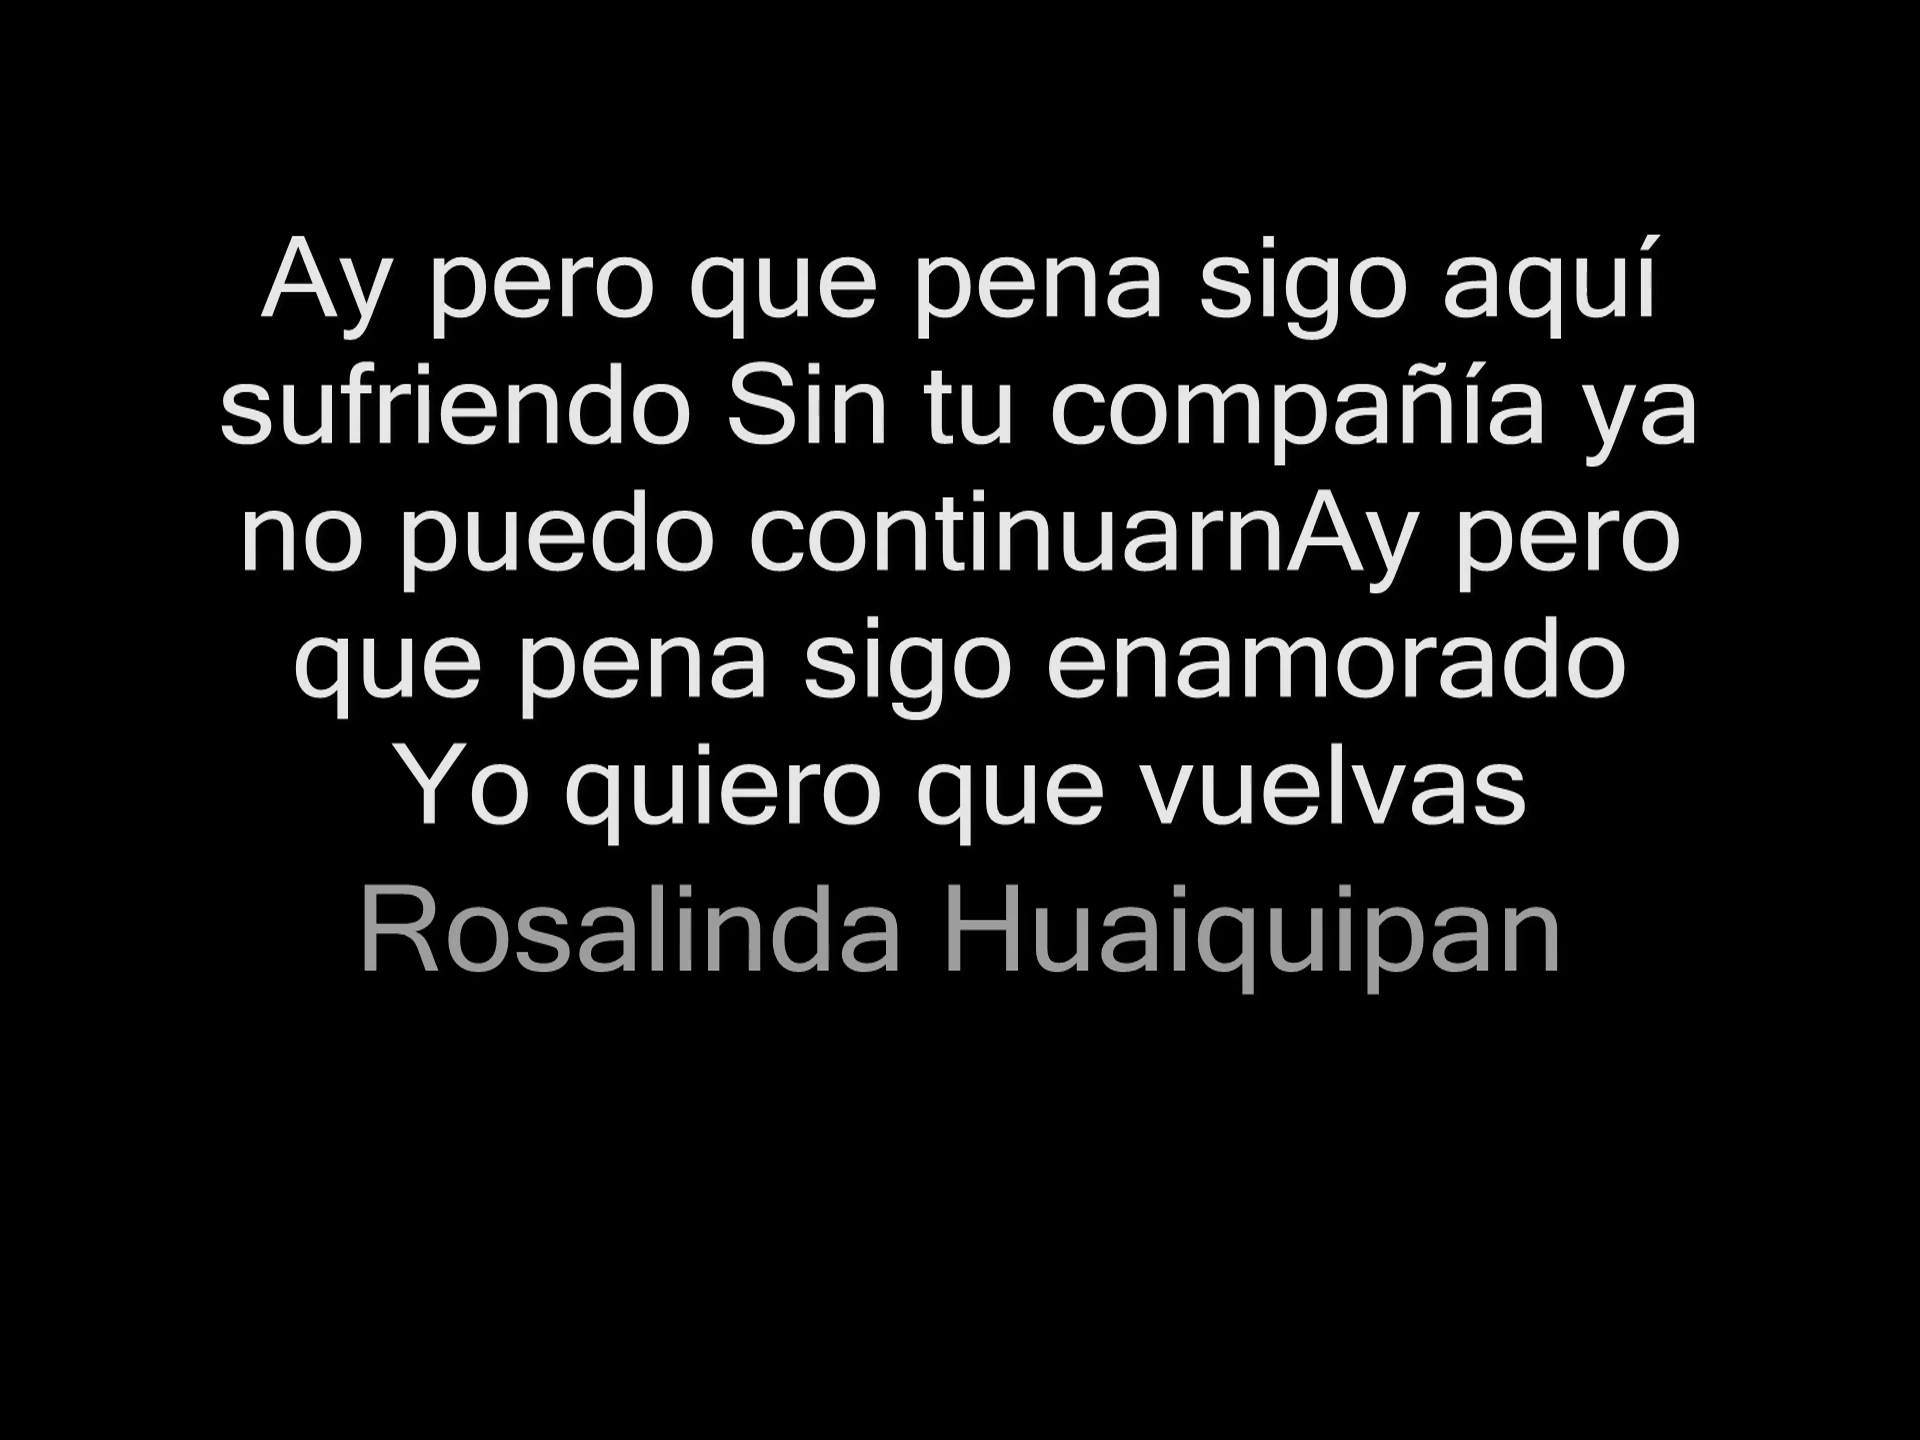 Ay pero que pena sigo aquí
sufriendo Sin tu compañía ya
no puedo continuarnAy pero
que pena sigo enamorado
Yo quiero que vuelvas
Rosalinda Huaiquipan